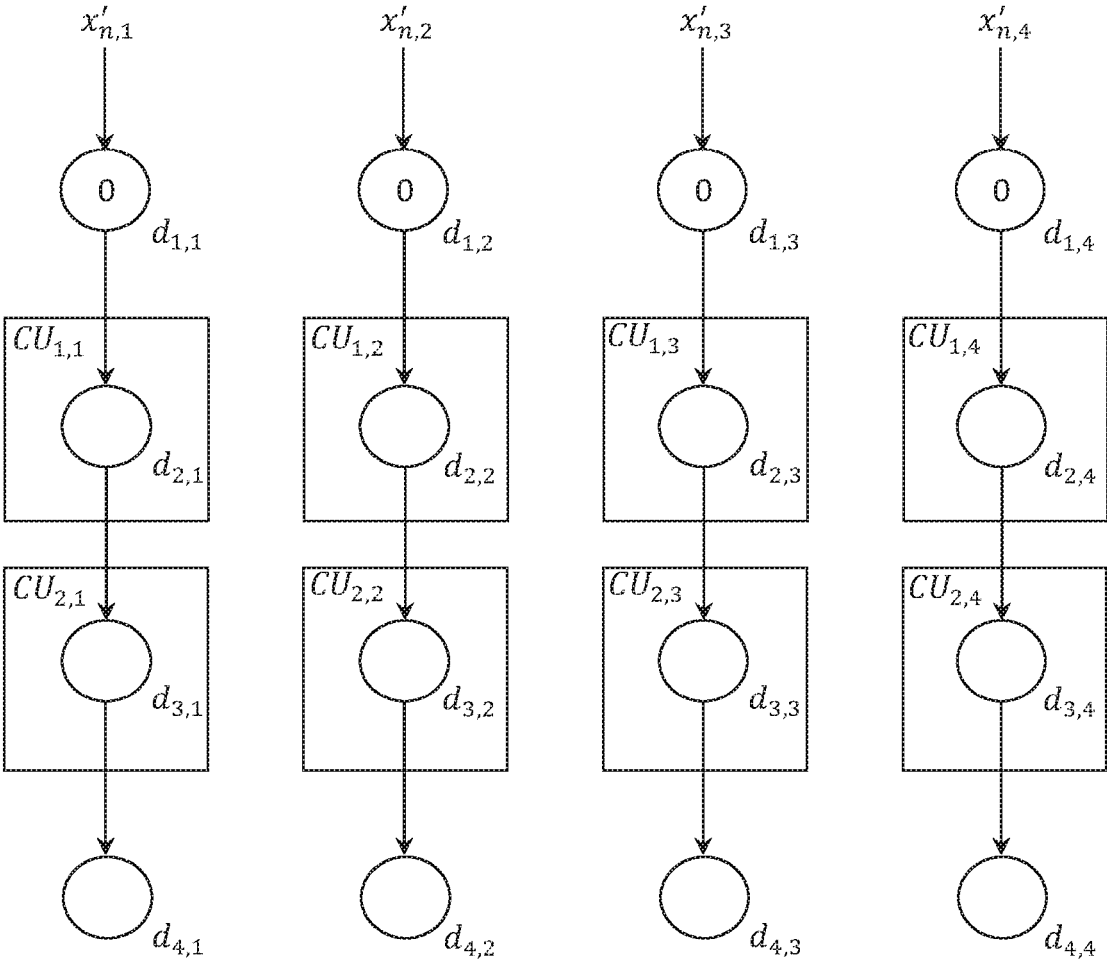 x′n,1 x′n,2 x′n,3 x′n,4
0 0 0 0
d1,1 d1,2 d1,3 d1,4
CU1,1 CU1,2 CU1,3 CU1,4
d2,1 d2,2 d2,3 d2,4
CU2,1 CU2,2 CU2,3 CU2,4
d3,1 d3,2 d3,3 d3,4
d4,1 d4,2 d4,3 d4,4